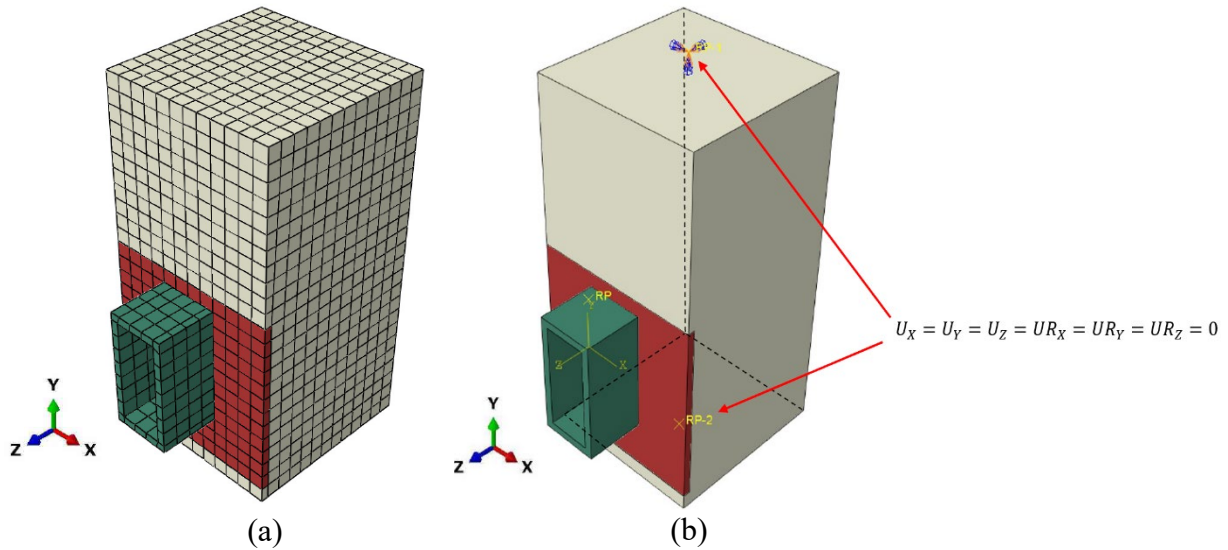 Y
Z
X
(a)
RP
Z
X
RP-2
Y
Z
X
(b)
U_X = U_Y = U_Z = UR_X = UR_Y = UR_Z = 0